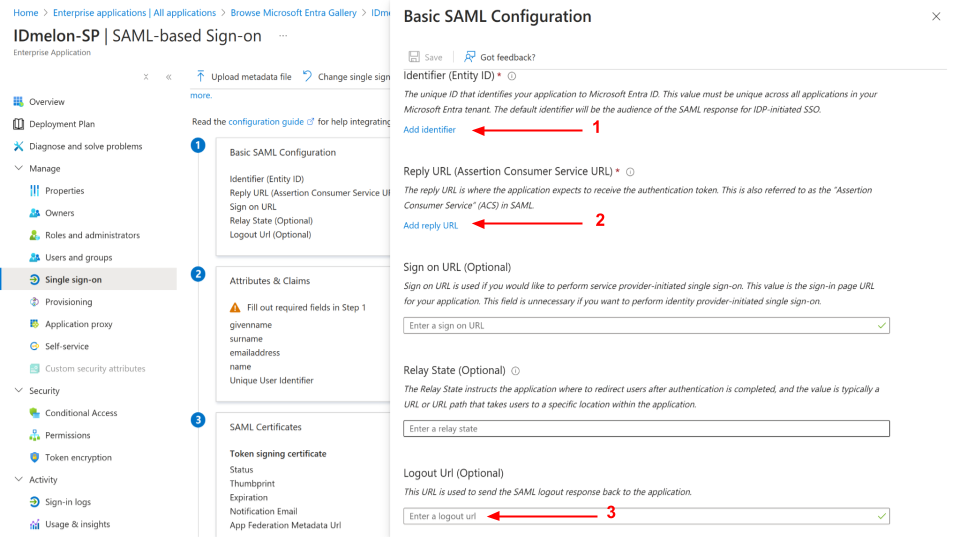 Home > Enterprise applications | All applications > Browse Microsoft Entra Gallery > IDme
IDmelon-SP | SAML-based Sign-on ...
Enterprise Application
Overview
Deployment Plan
Diagnose and solve problems
Manage
Properties
Owners
Roles and administrators
Users and groups
Single sign-on
Provisioning
Application proxy
Self-service
Custom security attributes
Security
Conditional Access
Permissions
Token encryption
Activity
Sign-in logs
Usage & insights
Upload metadata file Change single sign
more.
Read the configuration guide for help integrating
1
Basic SAML Configuration
Identifier (Entity ID)
Reply URL (Assertion Consumer Service UR
Sign on URL
Relay State (Optional)
Logout Url (Optional)
2
Attributes & Claims
Fill out required fields in Step 1
givenname
surname
emailaddress
name
Unique User Identifier
3
SAML Certificates
Token signing certificate
Status
Thumbprint
Expiration
Notification Email
App Federation Metadata Url
Basic SAML Configuration
Save Got feedback?
Identifier (Entity ID) *
The unique ID that identifies your application to Microsoft Entra ID. This value must be unique across all applications in your
Microsoft Entra tenant. The default identifier will be the audience of the SAML response for IDP-initiated SSO.
Add identifier 1
Reply URL (Assertion Consumer Service URL) *
The reply URL is where the application expects to receive the authentication token. This is also referred to as the "Assertion
Consumer Service" (ACS) in SAML.
Add reply URL 2
Sign on URL (Optional)
Sign on URL is used if you would like to perform service provider-initiated single sign-on. This value is the sign-in page URL
for your application. This field is unnecessary if you want to perform identity provider-initiated single sign-on.
Enter a sign on URL
Relay State (Optional)
The Relay State instructs the application where to redirect users after authentication is completed, and the value is typically a
URL or URL path that takes users to a specific location within the application.
Enter a relay state
Logout Url (Optional)
This URL is used to send the SAML logout response back to the application.
Enter a logout url 3